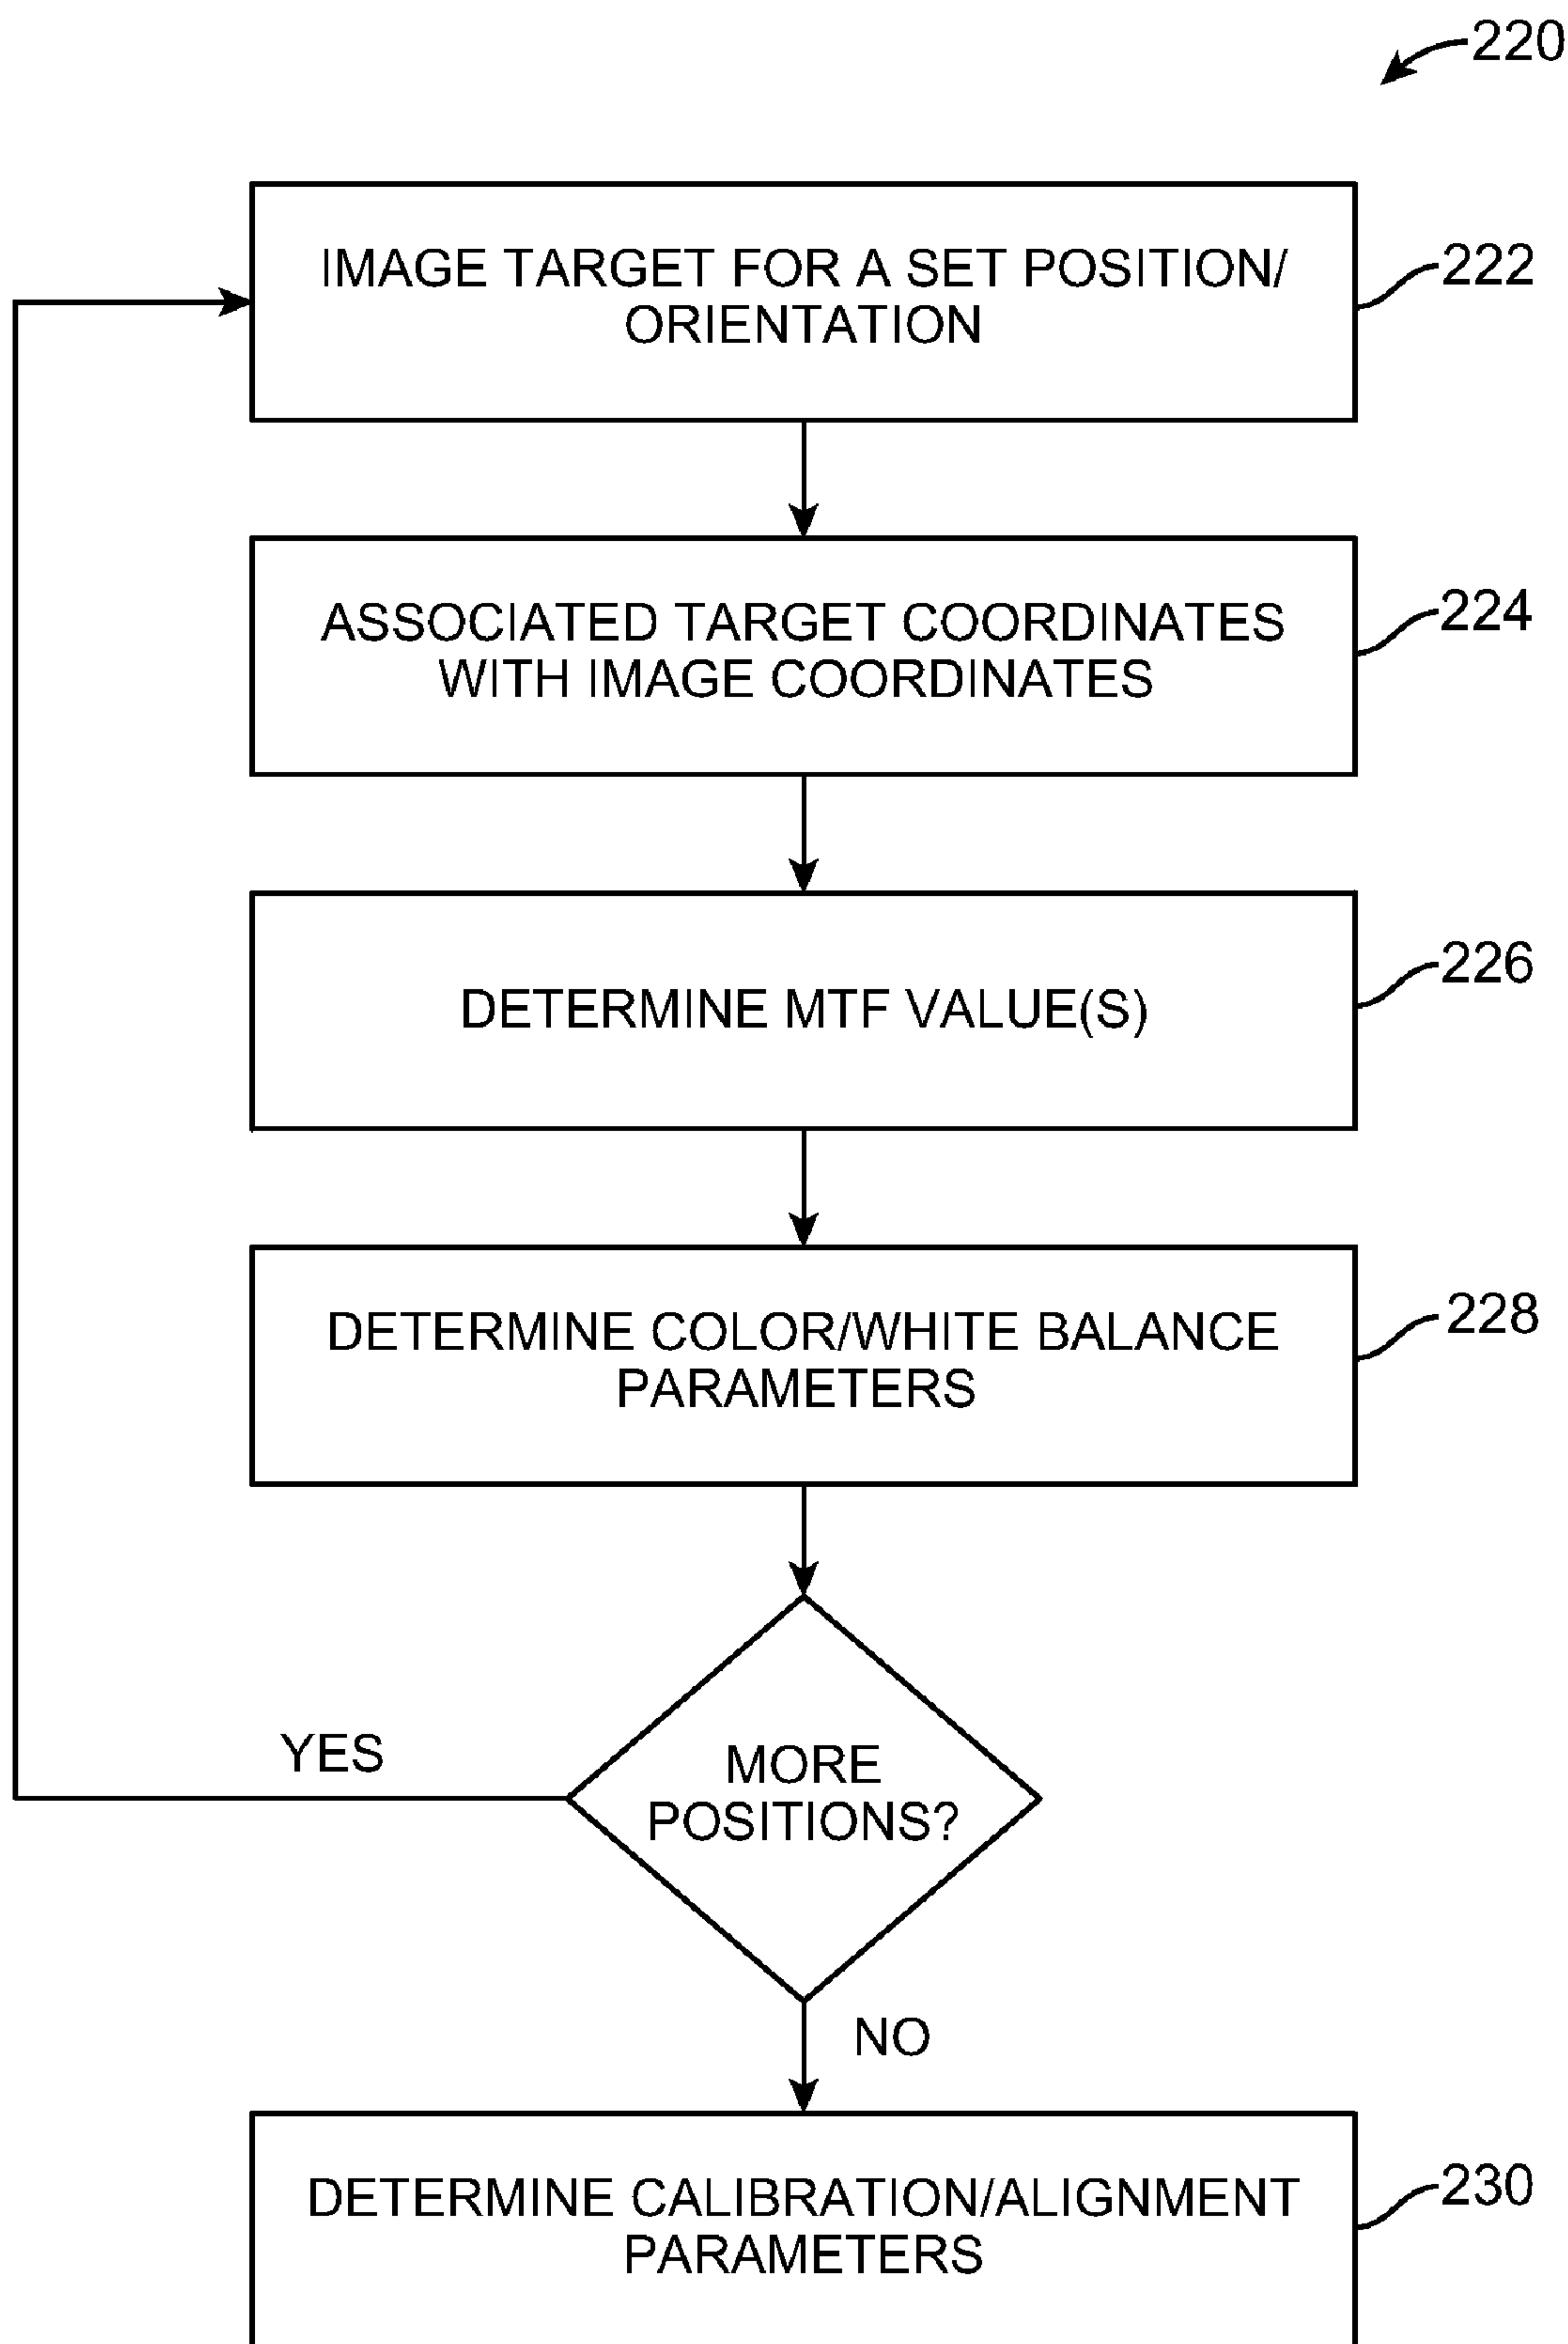 220
IMAGE TARGET FOR A SET POSITION/
ORIENTATION
222
ASSOCIATED TARGET COORDINATES
WITH IMAGE COORDINATES
224
DETERMINE MTF VALUE(S)
226
DETERMINE COLOR/WHITE BALANCE
PARAMETERS
228
YES
MORE
POSITIONS?
NO
DETERMINE CALIBRATION/ALIGNMENT
PARAMETERS
230